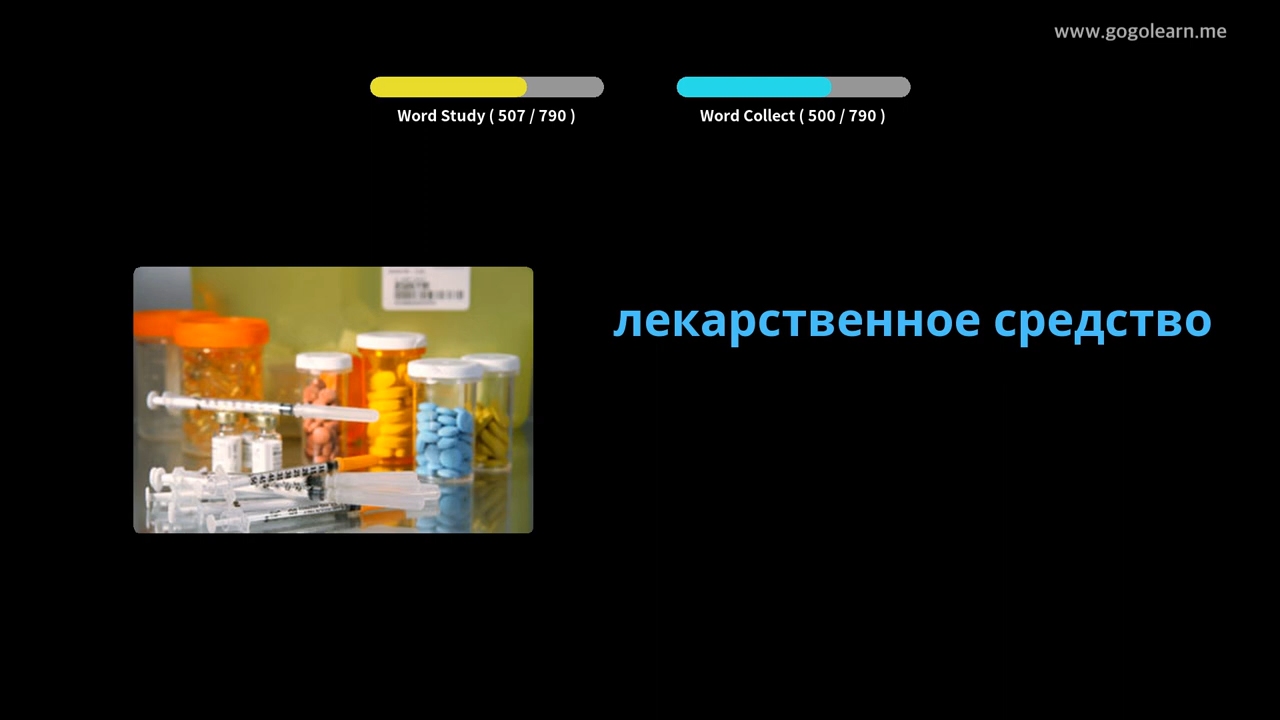 www.gogolearn.me
Word Study ( 507 / 790 )
Word Collect ( 500 / 790 )
лекарственное средство